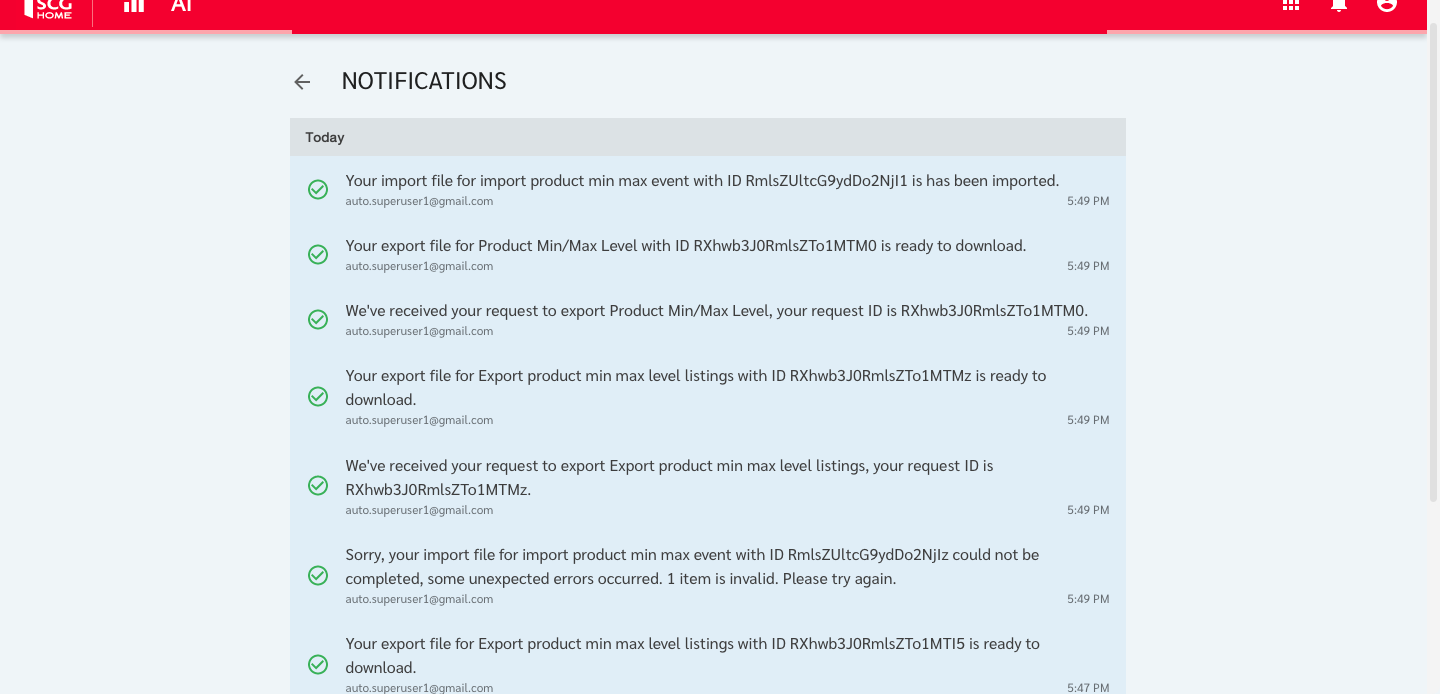 SCG
HOME
AI
NOTIFICATIONS
Today
Your import file for import product min max event with ID RmlsZUltcG9ydDo2NjI1 is has been imported.
auto.superuser1@gmail.com 5:49 PM
Your export file for Product Min/Max Level with ID RXhwb3J0RmlsZTo1MTM0 is ready to download.
auto.superuser1@gmail.com 5:49 PM
We've received your request to export Product Min/Max Level, your request ID is RXhwb3J0RmlsZTo1MTM0.
auto.superuser1@gmail.com 5:49 PM
Your export file for Export product min max level listings with ID RXhwb3J0RmlsZTo1MTMz is ready to
download.
auto.superuser1@gmail.com 5:49 PM
We've received your request to export Export product min max level listings, your request ID is
RXhwb3J0RmlsZTo1MTMz.
auto.superuser1@gmail.com 5:49 PM
Sorry, your import file for import product min max event with ID RmlsZUltcG9ydDo2NjIz could not be
completed, some unexpected errors occurred. 1 item is invalid. Please try again.
auto.superuser1@gmail.com 5:49 PM
Your export file for Export product min max level listings with ID RXhwb3J0RmlsZTo1MTI5 is ready to
download.
auto.superuser1@gmail.com 5:47 PM